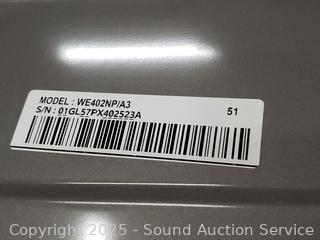 MODEL : WE402NP/A3
S/N : 01GL57PX402523A
51
Copyright ©2025 - Sound Auction Service